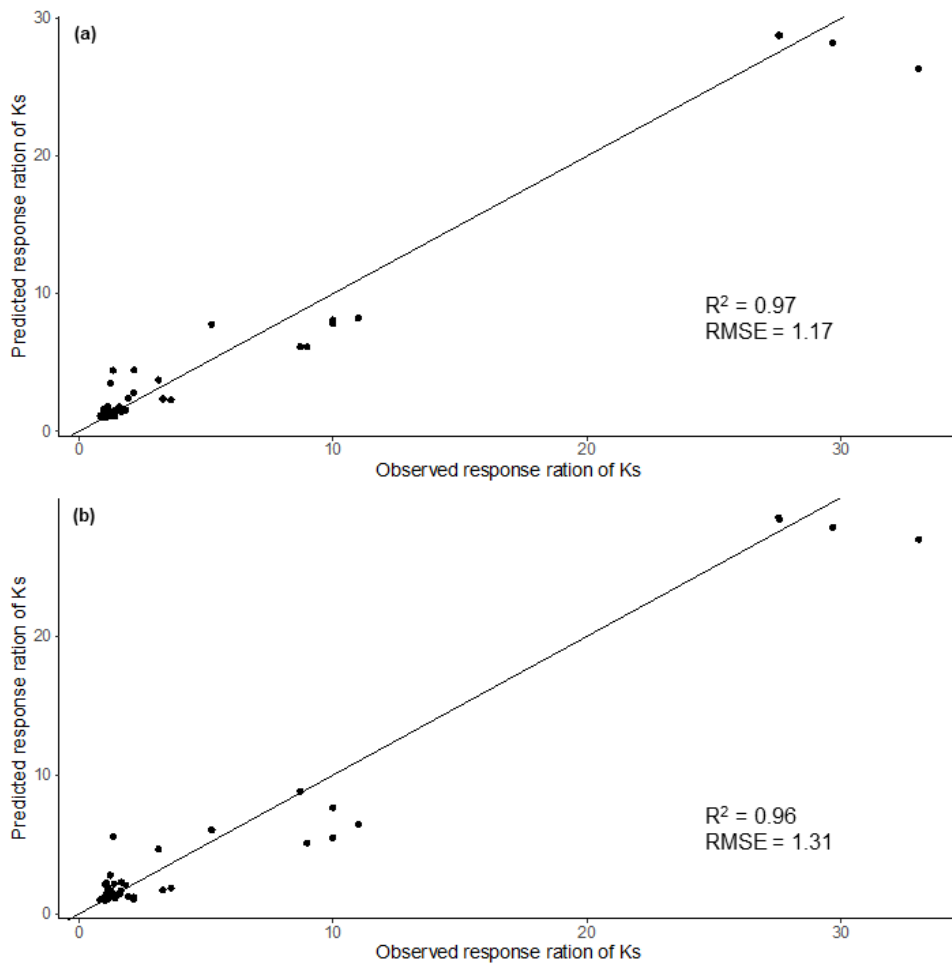 30
(a)
20
10
0
Predicted response ration of Ks
R² = 0.97
RMSE = 1.17
0 10 20 30
Observed response ration of Ks
(b)
20
10
0
Predicted response ration of Ks
R² = 0.96
RMSE = 1.31
0 10 20 30
Observed response ration of Ks